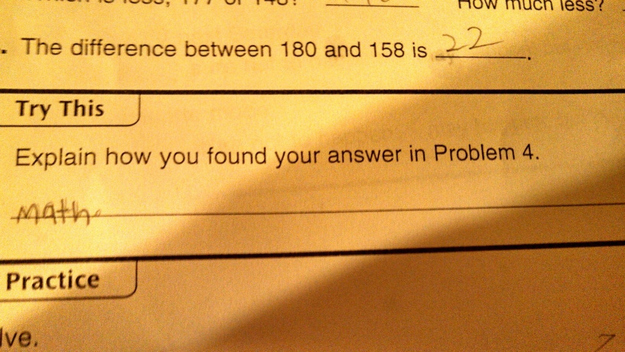 How much less?
. The difference between 180 and 158 is 22.
Try This
Explain how you found your answer in Problem 4.
math.
Practice
lve.
7